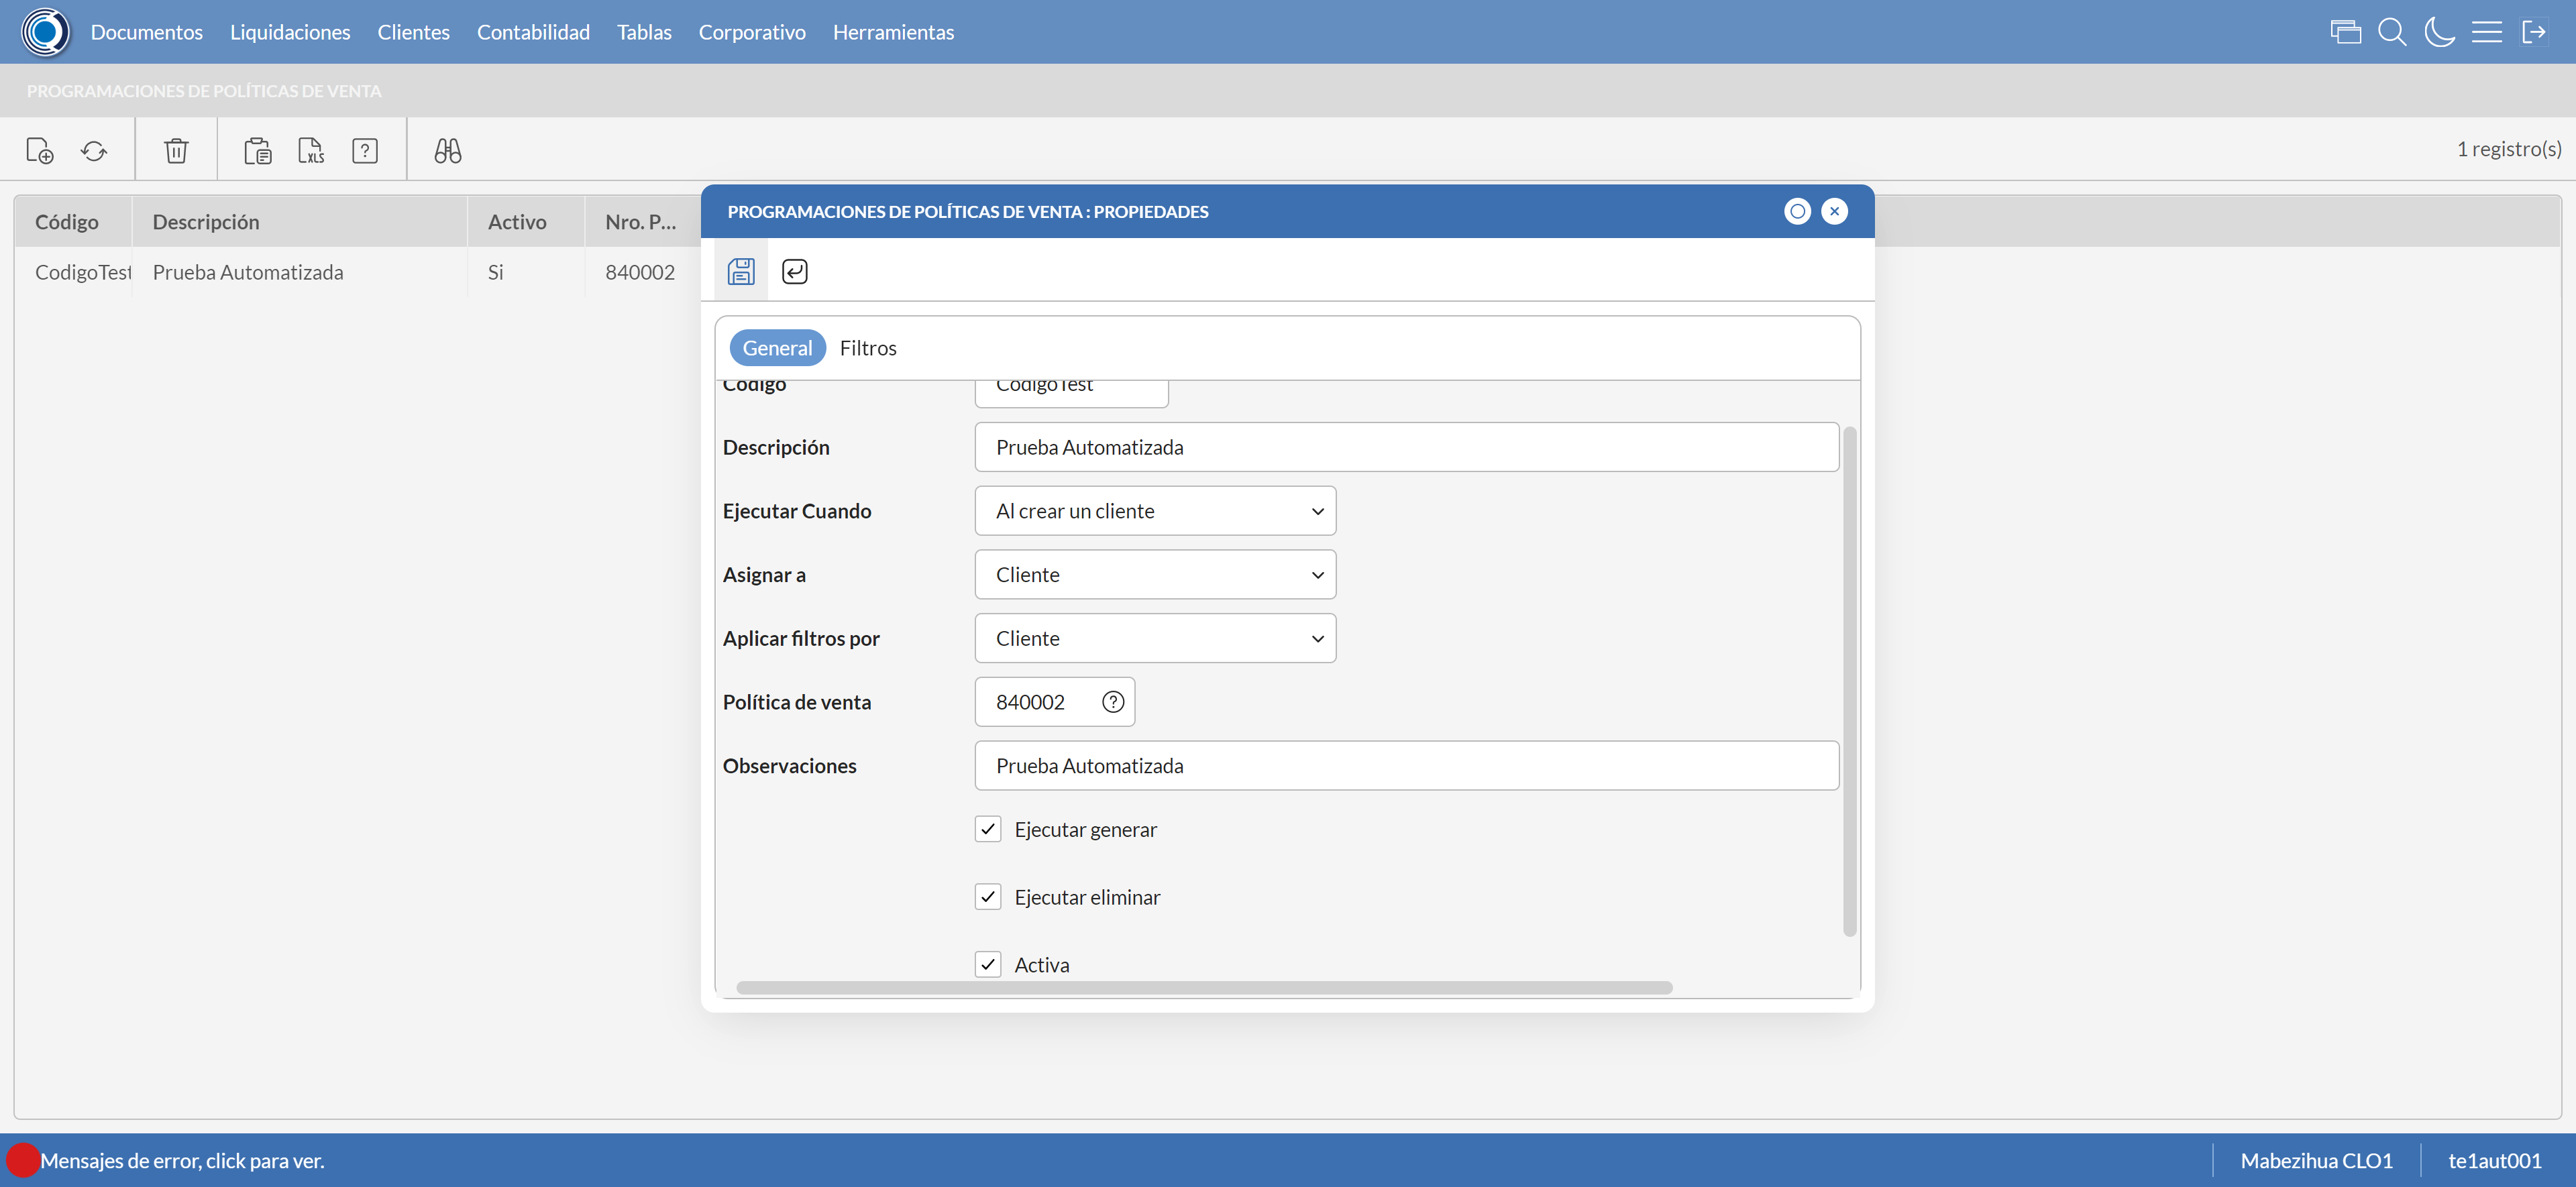 Documentos Liquidaciones Clientes Contabilidad Tablas Corporativo Herramientas
PROGRAMACIONES DE POLÍTICAS DE VENTA
XLS ? 1 registro(s)
Código Descripción Activo Nro. P...
CodigoTest Prueba Automatizada Si 840002
PROGRAMACIONES DE POLÍTICAS DE VENTA : PROPIEDADES
General Filtros
Código CodigoTest
Descripción Prueba Automatizada
Ejecutar Cuando Al crear un cliente
Asignar a Cliente
Aplicar filtros por Cliente
Política de venta 840002 ?
Observaciones Prueba Automatizada
Ejecutar generar
Ejecutar eliminar
Activa
Mensajes de error, click para ver. Mabezihua CLO1 te1aut001